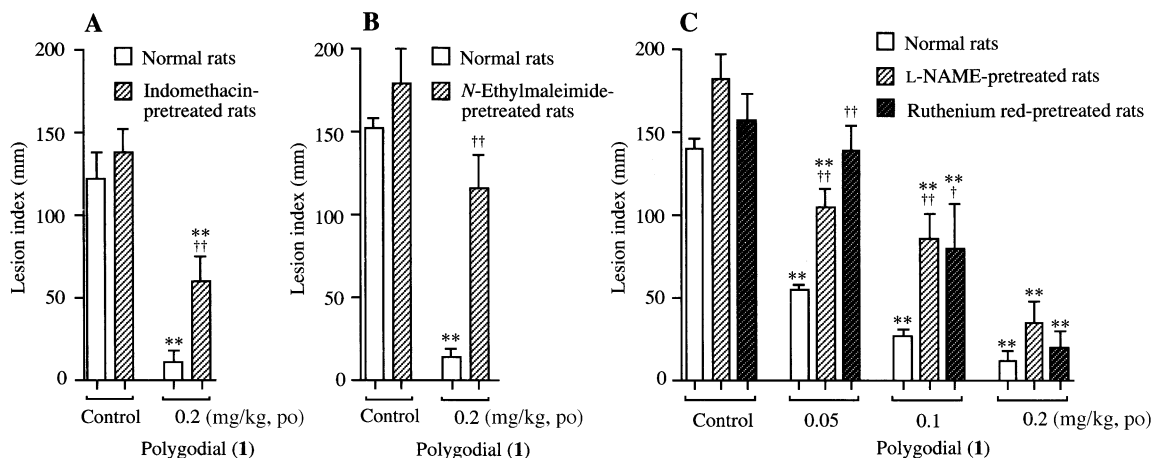 A
200
150
100
50
0
Lesion index (mm)
Normal rats
Indomethacin-
pretreated rats
**
**
††
Control
0.2 (mg/kg, po)
Polygodial (1)
B
200
150
100
50
0
Lesion index (mm)
Normal rats
N-Ethylmaleimide-
pretreated rats
**
††
Control
0.2 (mg/kg, po)
Polygodial (1)
C
200
150
100
50
0
Lesion index (mm)
Normal rats
L-NAME-pretreated rats
Ruthenium red-pretreated rats
**
**
††
††
**
**
††
**
†
**
**
**
Control
0.05
0.1
0.2 (mg/kg, po)
Polygodial (1)